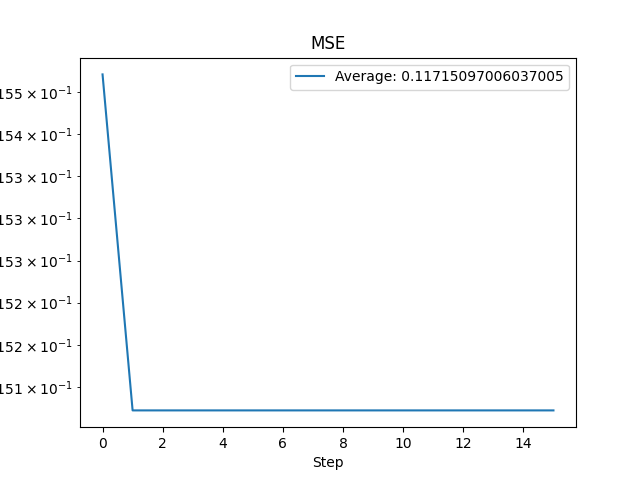 MSE
Average: 0.11715097006037005
155 × 10⁻¹
154 × 10⁻¹
153 × 10⁻¹
153 × 10⁻¹
153 × 10⁻¹
152 × 10⁻¹
152 × 10⁻¹
151 × 10⁻¹
0 2 4 6 8 10 12 14
Step